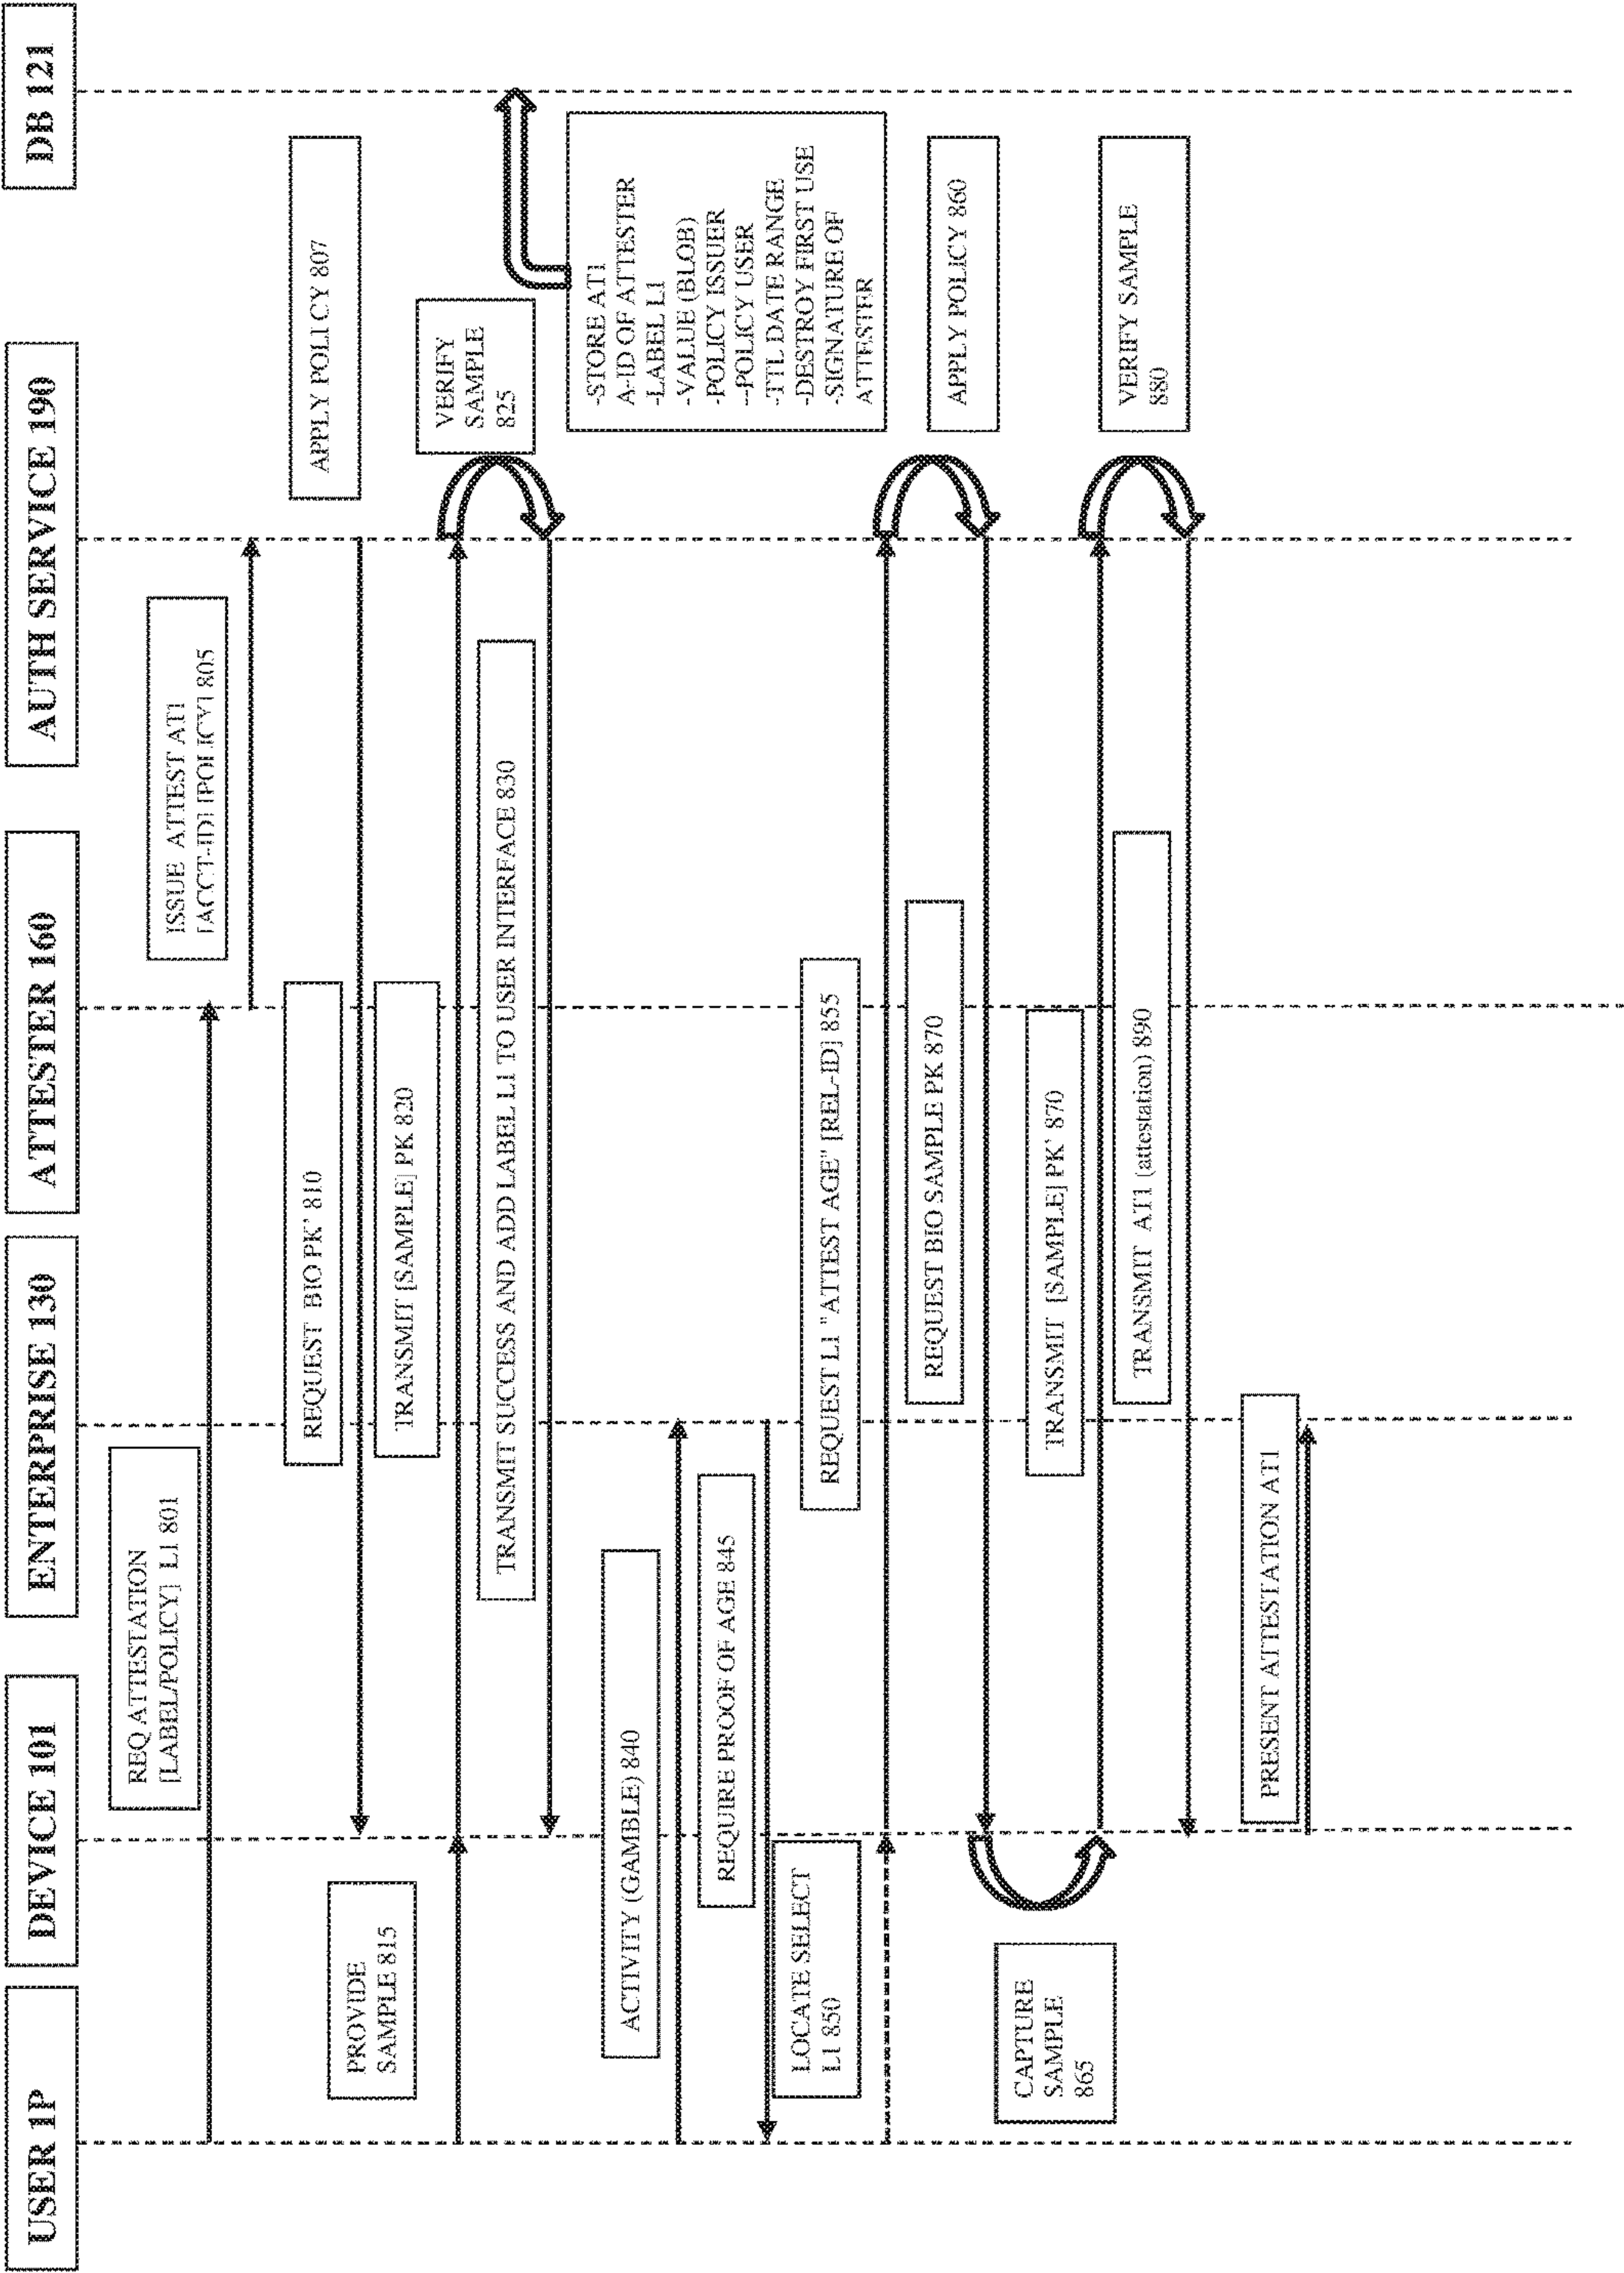 USER 1P
DEVICE 101
ENTERPRISE 130
ATTESTER 160
AUTH SERVICE 190
DB 121
REQ ATTESTATION
[LABEL/POLICY] L1 801
ISSUE ATTEST AT1
[ACCT-ID] [POLICY] 805
APPLY POLICY 807
REQUEST BIO PK' 810
PROVIDE
SAMPLE 815
TRANSMIT [SAMPLE] PK 820
VERIFY
SAMPLE
825
TRANSMIT SUCCESS AND ADD LABEL L1 TO USER INTERFACE 830
-STORE AT1
A-ID OF ATTESTER
-LABEL L1
-VALUE (BLOB)
-POLICY ISSUER
--POLICY USER
-TTL DATE RANGE
-DESTROY FIRST USE
-SIGNATURE OF
ATTESTER
ACTIVITY (GAMBLE) 840
REQUIRE PROOF OF AGE 845
LOCATE SELECT
L1 850
REQUEST L1 "ATTEST AGE" [REL-ID] 855
APPLY POLICY 860
REQUEST BIO SAMPLE PK 870
CAPTURE
SAMPLE
865
TRANSMIT [SAMPLE] PK' 870
VERIFY SAMPLE
880
TRANSMIT AT1 (attestation) 890
PRESENT ATTESTATION AT1